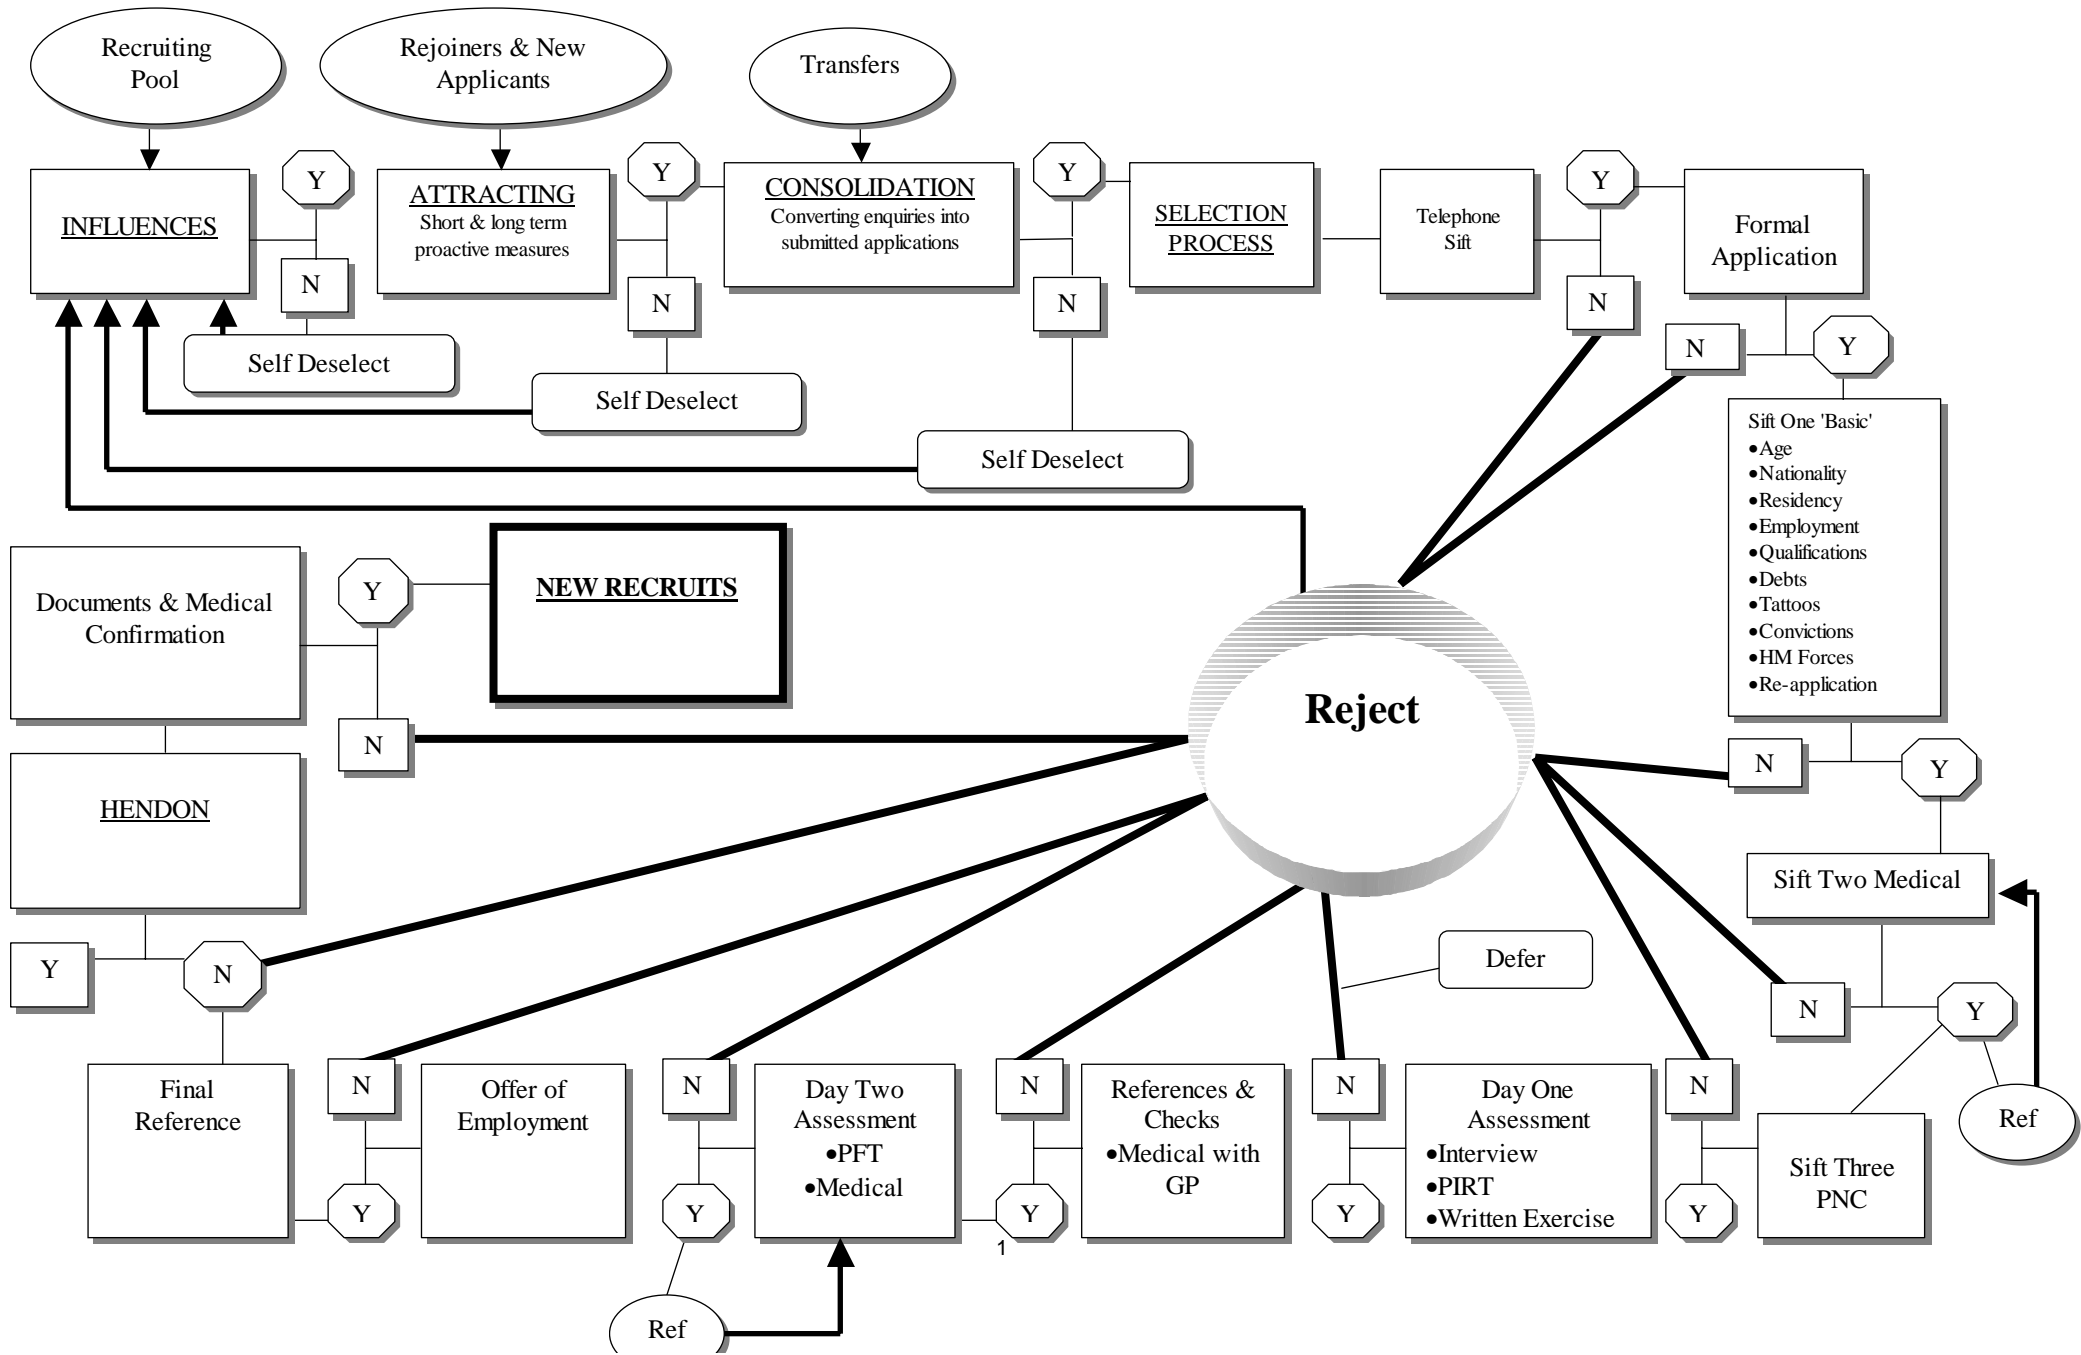 Recruiting
Pool
Rejoiners & New
Applicants
Transfers
INFLUENCES
Y
N
Self Deselect
ATTRACTING
Short & long term
proactive measures
Y
N
Self Deselect
CONSOLIDATION
Converting enquiries into
submitted applications
Y
N
Self Deselect
SELECTION
PROCESS
Telephone
Sift
Y
N
Formal
Application
N
Y
Sift One 'Basic'
•Age
•Nationality
•Residency
•Employment
•Qualifications
•Debts
•Tattoos
•Convictions
•HM Forces
•Re-application
N
Y
Sift Two Medical
N
Y
Ref
Reject
Documents & Medical
Confirmation
Y
N
NEW RECRUITS
HENDON
Y
N
Final
Reference
N
Y
Offer of
Employment
N
Y
Ref
Day Two
Assessment
•PFT
•Medical
N
Y
1
References &
Checks
•Medical with
GP
Defer
N
Y
Day One
Assessment
•Interview
•PIRT
•Written Exercise
N
Y
Sift Three
PNC